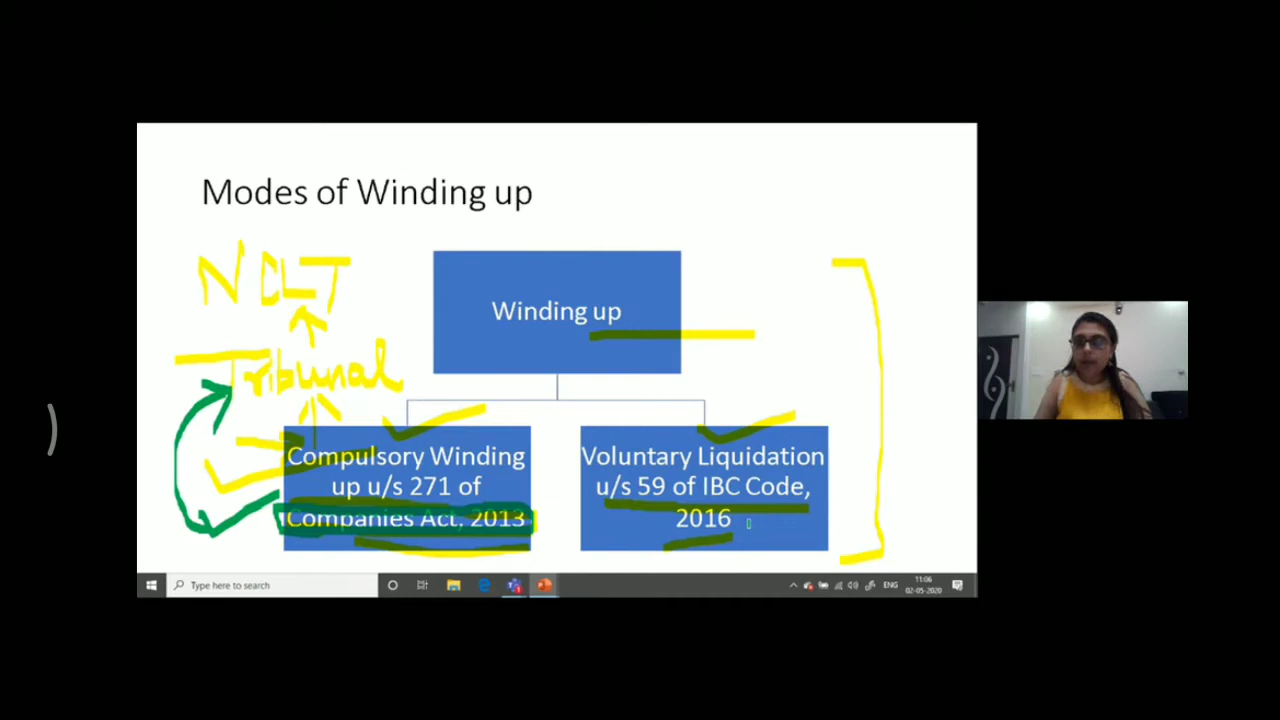 Modes of Winding up
NCLT
Tribunal
Winding up
Compulsory Winding
up u/s 271 of
Companies Act, 2013
Voluntary Liquidation
u/s 59 of IBC Code,
2016
Type here to search
ENG
11:06
02-05-2020